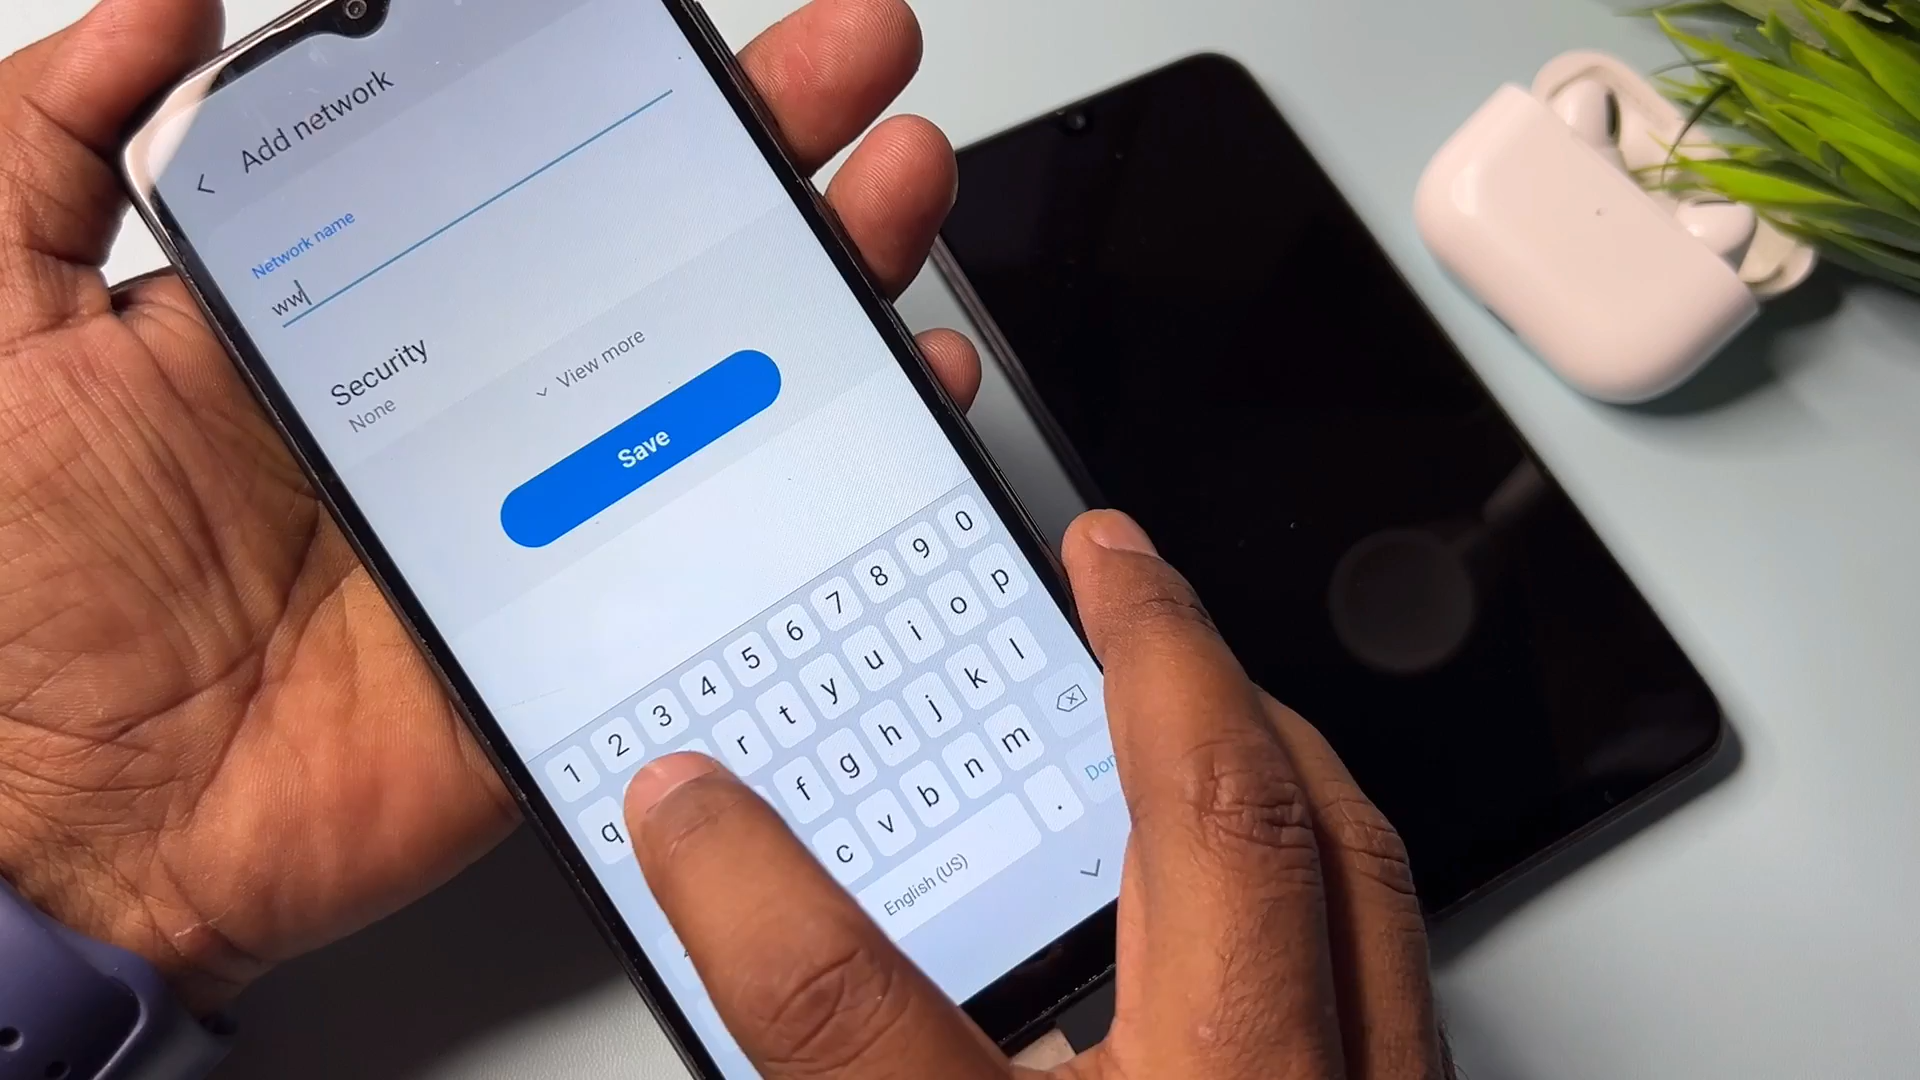 Add network
Network name
ww
Security
None
View more
Save
1 2 3 4 5 6 7 8 9 0
q r t y u i o p
f g h j k l
c v b n m
English (US) .